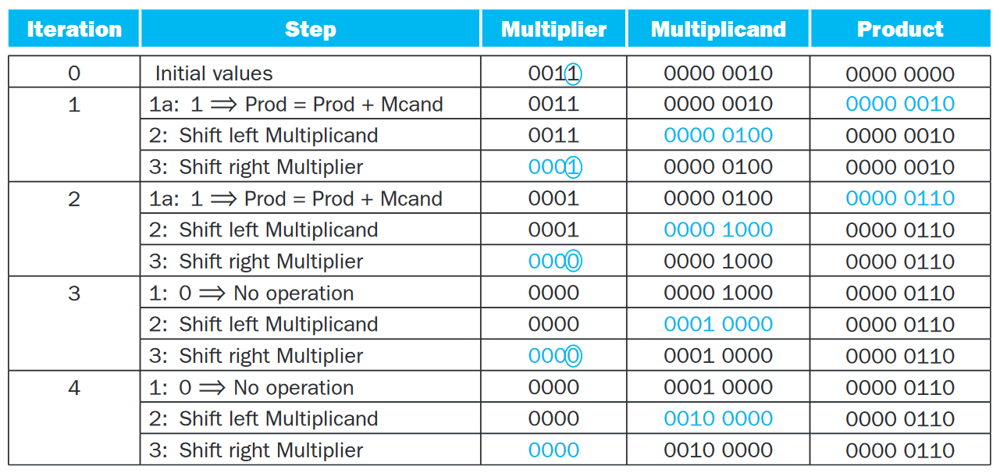 Iteration Step Multiplier Multiplicand Product
0 Initial values 0011 0000 0010 0000 0000
1 1a: 1 ⟹ Prod = Prod + Mcand 0011 0000 0010 0000 0010
2: Shift left Multiplicand 0011 0000 0100 0000 0010
3: Shift right Multiplier 0001 0000 0100 0000 0010
2 1a: 1 ⟹ Prod = Prod + Mcand 0001 0000 0100 0000 0110
2: Shift left Multiplicand 0001 0000 1000 0000 0110
3: Shift right Multiplier 0000 0000 1000 0000 0110
3 1: 0 ⟹ No operation 0000 0000 1000 0000 0110
2: Shift left Multiplicand 0000 0001 0000 0000 0110
3: Shift right Multiplier 0000 0001 0000 0000 0110
4 1: 0 ⟹ No operation 0000 0001 0000 0000 0110
2: Shift left Multiplicand 0000 0010 0000 0000 0110
3: Shift right Multiplier 0000 0010 0000 0000 0110